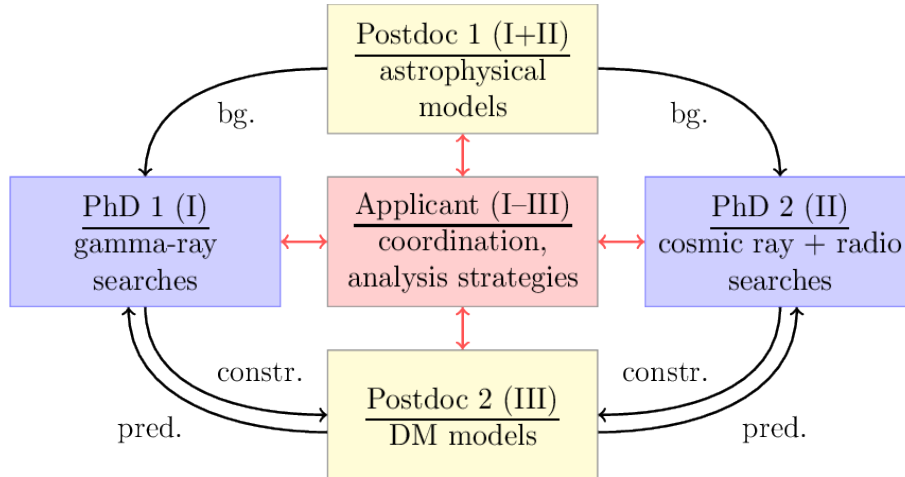 Postdoc 1 (I+II)
astrophysical
models
bg.
bg.
PhD 1 (I)
gamma-ray
searches
Applicant (I–III)
coordination,
analysis strategies
PhD 2 (II)
cosmic ray + radio
searches
constr.
constr.
pred.
pred.
Postdoc 2 (III)
DM models